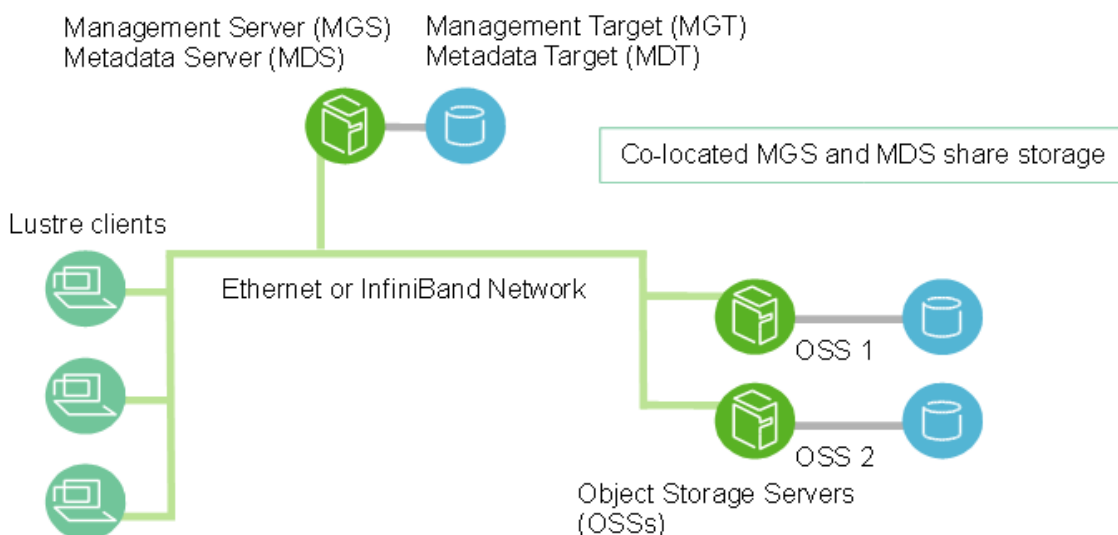 Management Server (MGS)
Metadata Server (MDS)
Management Target (MGT)
Metadata Target (MDT)
Co-located MGS and MDS share storage
Lustre clients
Ethernet or InfiniBand Network
OSS 1
OSS 2
Object Storage Servers
(OSSs)